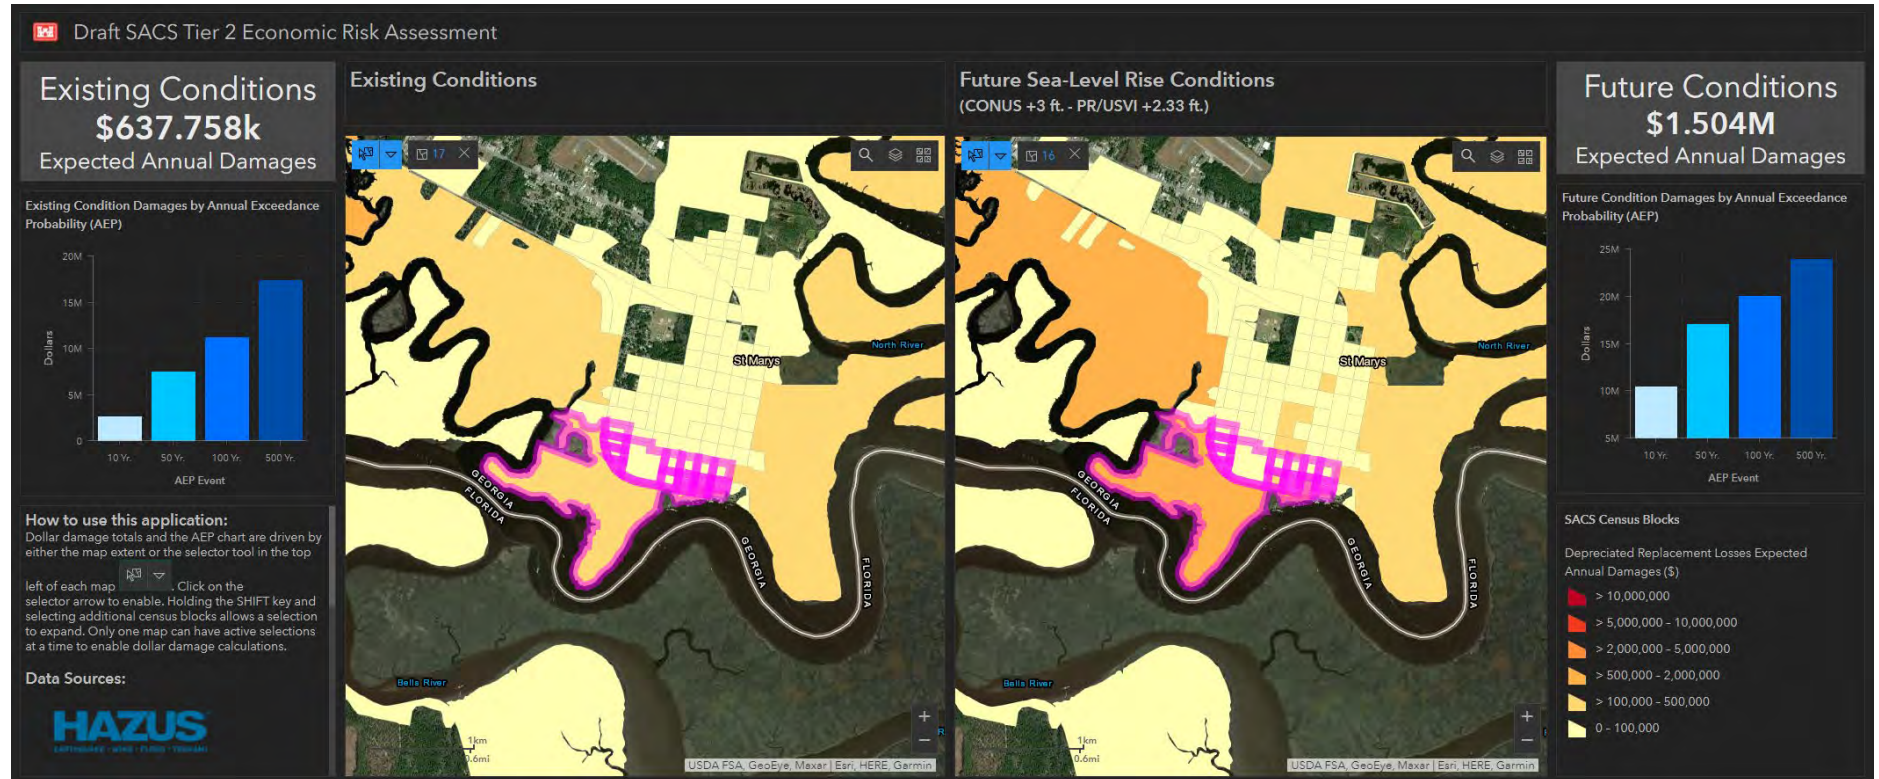 Draft SACS Tier 2 Economic Risk Assessment
Existing Conditions
$637.758k
Expected Annual Damages
Existing Condition Damages by Annual Exceedance
Probability (AEP)
20M
15M
10M
5M
0
Dollars
10 Yr.
50 Yr.
100 Yr.
500 Yr.
AEP Event
How to use this application:
Dollar damage totals and the AEP chart are driven by
either the map extent or the selector tool in the top
left of each map . Click on the
selector arrow to enable. Holding the SHIFT key and
selecting additional census blocks allows a selection
to expand. Only one map can have active selections
at a time to enable dollar damage calculations.
Data Sources:
HAZUS
EARTHQUAKE · WIND · FLOOD · TSUNAMI
Existing Conditions
17
North River
St Marys
GEORGIA
FLORIDA
GEORGIA
FLORIDA
Bells River
1km
0.6mi
USDA FSA, GeoEye, Maxar | Esri, HERE, Garmin
Future Sea-Level Rise Conditions
(CONUS +3 ft. - PR/USVI +2.33 ft.)
16
North River
St Marys
GEORGIA
FLORIDA
GEORGIA
FLORIDA
Bells River
1km
0.6mi
USDA FSA, GeoEye, Maxar | Esri, HERE, Garmin
Future Conditions
$1.504M
Expected Annual Damages
Future Condition Damages by Annual Exceedance
Probability (AEP)
25M
20M
15M
10M
5M
Dollars
10 Yr.
50 Yr.
100 Yr.
500 Yr.
AEP Event
SACS Census Blocks
Depreciated Replacement Losses Expected
Annual Damages ($)
> 10,000,000
> 5,000,000 - 10,000,000
> 2,000,000 - 5,000,000
> 500,000 - 2,000,000
> 100,000 - 500,000
0 - 100,000